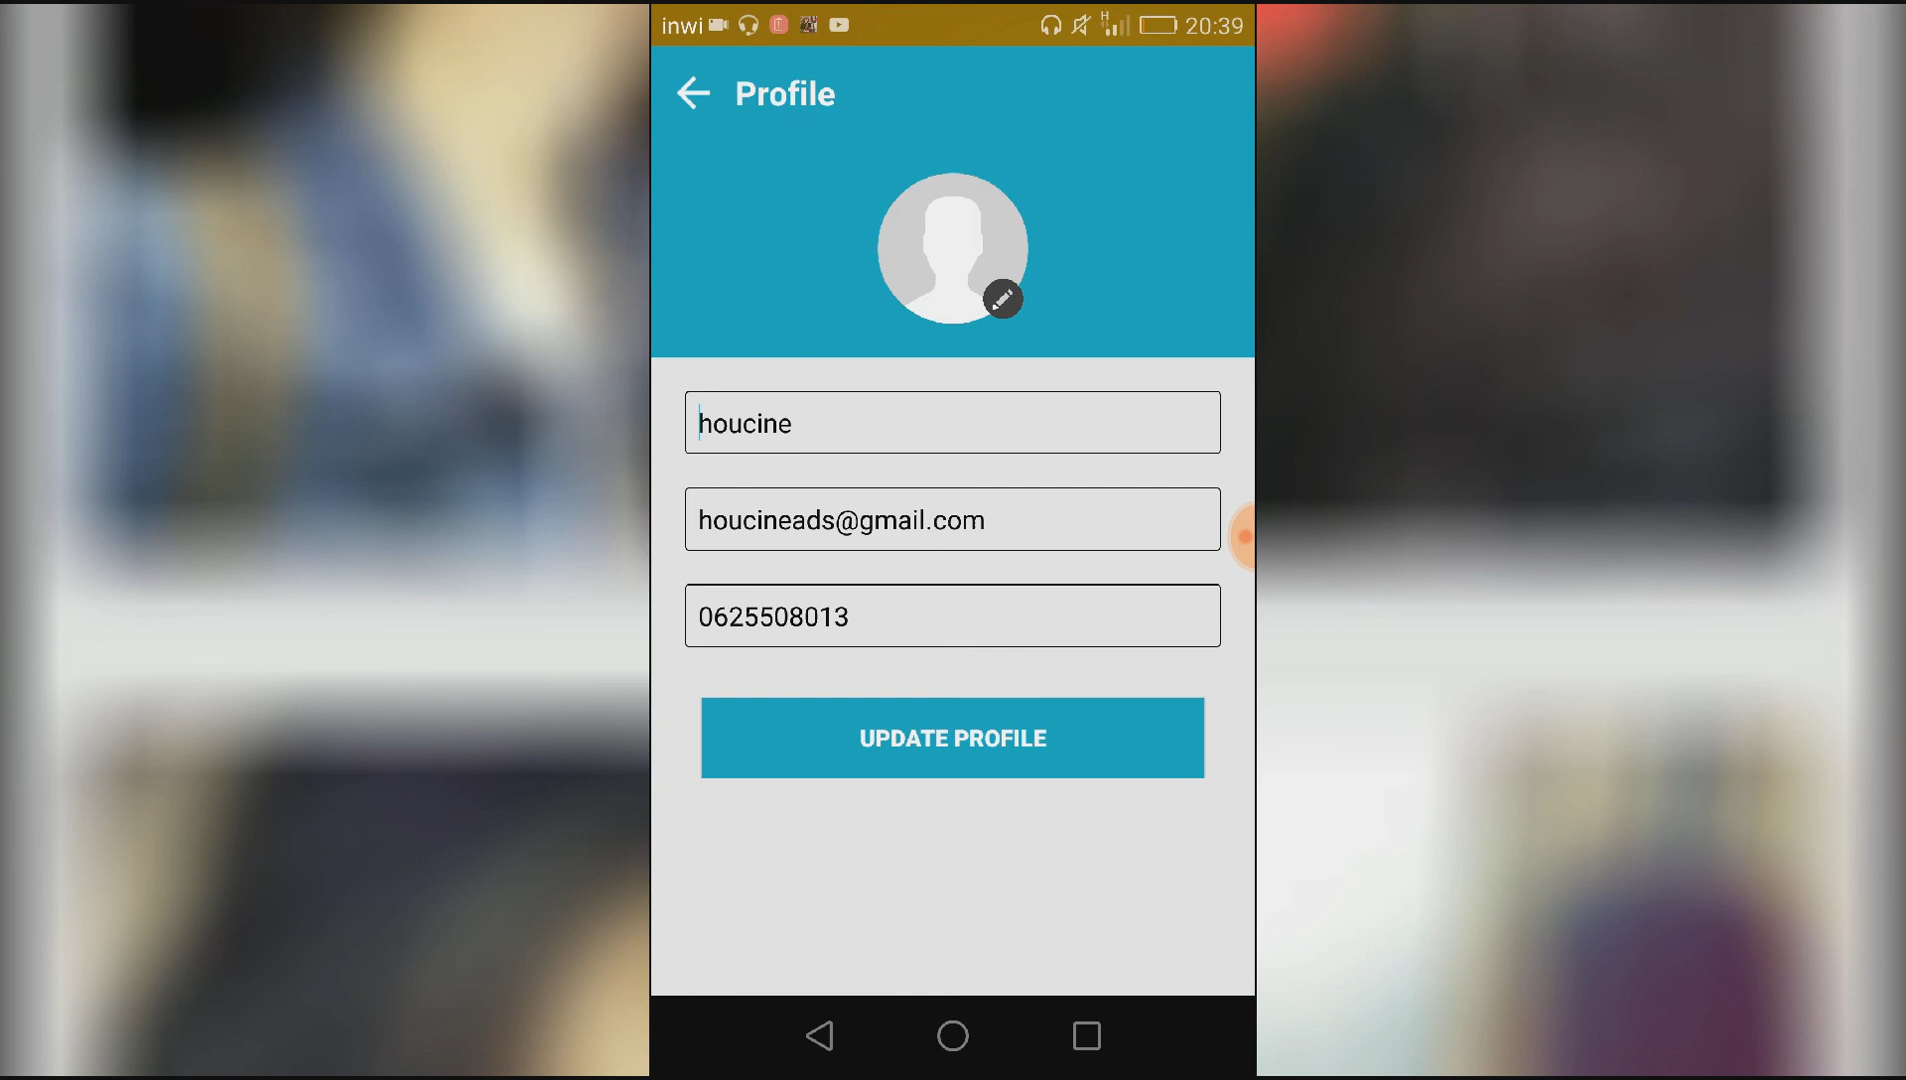 inwi 20:39
Profile
houcine
houcineads@gmail.com
0625508013
UPDATE PROFILE